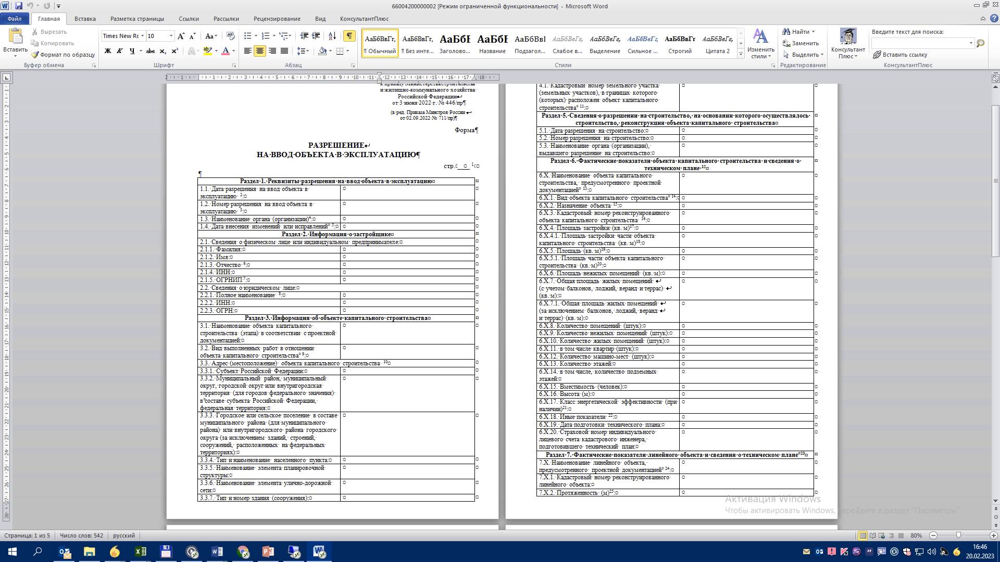 66004200000002 [Режим ограниченной функциональности] - Microsoft Word
Файл Главная Вставка Разметка страницы Ссылки Рассылки Рецензирование Вид КонсультантПлюс
Вставить
Вырезать
Копировать
Формат по образцу
Буфер обмена
Times New Rc 10
Шрифт
Абзац
АаБбВвГг, АаБбВвГг, АаБбЕ АаБбЕ АаБбВвІ АаБбВвГг, АаБбВвГг, АаБбВвГг, АаБбВвГг АаБбВвГг,
¶ Обычный ¶ Без инте... Заголово... Название Подзагол... Слабое в... Выделение Сильное ... Строгий Цитата 2
Изменить стили
Стили
Найти
Заменить
Выделить
Редактирование
Консультант Плюс
Введите текст для поиска:
Вставить ссылку
КонсультантПлюс
к приказу Министерства строительства
и жилищно-коммунального хозяйства
Российской Федерации
от 3 июня 2022 г. № 446/пр¶
(в ред. Приказа Минстроя России
от 02.09.2022 № 711/пр)¶
Форма¶
РАЗРЕШЕНИЕ
НА ВВОД ОБЪЕКТА В ЭКСПЛУАТАЦИЮ¶
стр. 1
¶
Раздел 1. Реквизиты разрешения на ввод объекта в эксплуатацию
1.1. Дата разрешения на ввод объекта в
эксплуатацию 2:
1.2. Номер разрешения на ввод объекта в
эксплуатацию 3:
1.3. Наименование органа (организации)4:
1.4. Дата внесения изменений или исправлений 5:
Раздел 2. Информация о застройщике
2.1. Сведения о физическом лице или индивидуальном предпринимателе:
2.1.1. Фамилия:
2.1.2. Имя:
2.1.3. Отчество 6:
2.1.4. ИНН:
2.1.5. ОГРНИП 7:
2.2. Сведения о юридическом лице:
2.2.1. Полное наименование 8:
2.2.2. ИНН:
2.2.3. ОГРН:
Раздел 3. Информация об объекте капитального строительства
3.1. Наименование объекта капитального
строительства (этапа) в соответствии с проектной
документацией:
3.2. Вид выполненных работ в отношении
объекта капитального строительства 9:
3.3. Адрес (местоположение) объекта капитального строительства 10
3.3.1. Субъект Российской Федерации:
3.3.2. Муниципальный район, муниципальный
округ, городской округ или внутригородская
территория (для городов федерального значения)
в составе субъекта Российской Федерации,
федеральная территория:
3.3.3. Городское или сельское поселение в составе
муниципального района (для муниципального
района) или внутригородского района городского
округа (за исключением зданий, строений,
сооружений, расположенных на федеральных
территориях):
3.3.4. Тип и наименование населенного пункта:
3.3.5. Наименование элемента планировочной
структуры:
3.3.6. Наименование элемента улично-дорожной
сети:
3.3.7. Тип и номер здания (сооружения):
4.1. Кадастровый номер земельного участка
(земельных участков), в границах которого
(которых) расположен объект капитального
строительства 11:
Раздел 5. Сведения о разрешении на строительство, на основании которого осуществлялось
строительство, реконструкция объекта капитального строительства
5.1. Дата разрешения на строительство:
5.2. Номер разрешения на строительство:
5.3. Наименование органа (организации),
выдавшего разрешение на строительство:
Раздел 6. Фактические показатели объекта капитального строительства и сведения о
техническом плане 12
6.X. Наименование объекта капитального
строительства, предусмотренного проектной
документацией 13:
6.X.1. Вид объекта капитального строительства 14:
6.X.2. Назначение объекта 15:
6.X.3. Кадастровый номер реконструированного
объекта капитального строительства 16:
6.X.4. Площадь застройки (кв. м)17:
6.X.4.1. Площадь застройки части объекта
капитального строительства (кв. м)18:
6.X.5. Площадь (кв. м)19:
6.X.5.1. Площадь части объекта капитального
строительства (кв. м)20:
6.X.6. Площадь нежилых помещений (кв. м):
6.X.7. Общая площадь жилых помещений
(с учетом балконов, лоджий, веранд и террас)
(кв. м):
6.X.7.1. Общая площадь жилых помещений
(за исключением балконов, лоджий, веранд
и террас) (кв. м):
6.X.8. Количество помещений (штук):
6.X.9. Количество нежилых помещений (штук):
6.X.10. Количество жилых помещений (штук):
6.X.11. в том числе квартир (штук):
6.X.12. Количество машино-мест (штук):
6.X.13. Количество этажей:
6.X.14. в том числе, количество подземных
этажей:
6.X.15. Вместимость (человек):
6.X.16. Высота (м):
6.X.17. Класс энергетической эффективности (при
наличии)21:
6.X.18. Иные показатели 22:
6.X.19. Дата подготовки технического плана:
6.X.20. Страховой номер индивидуального
лицевого счета кадастрового инженера,
подготовившего технический план:
Раздел 7. Фактические показатели линейного объекта и сведения о техническом плане 23
7.X. Наименование линейного объекта,
предусмотренного проектной документацией 24:
7.X.1. Кадастровый номер реконструированного
линейного объекта:
7.X.2. Протяженность (м)25:
Активация Windows
Чтобы активировать Windows, перейдите в раздел "Параметры".
Страница: 1 из 5 Число слов: 542 русский 80%
16:46
20.02.2023